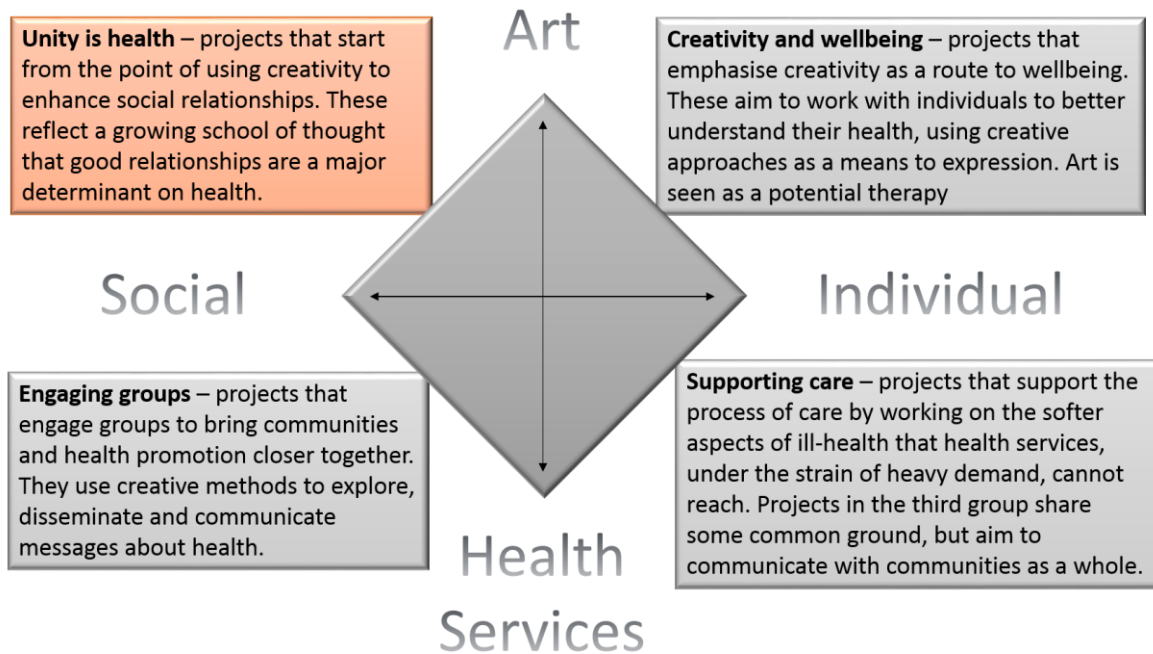 Art
Unity is health – projects that start
from the point of using creativity to
enhance social relationships. These
reflect a growing school of thought
that good relationships are a major
determinant on health.
Creativity and wellbeing – projects that
emphasise creativity as a route to wellbeing.
These aim to work with individuals to better
understand their health, using creative
approaches as a means to expression. Art is
seen as a potential therapy
Social
Individual
Engaging groups – projects that
engage groups to bring communities
and health promotion closer together.
They use creative methods to explore,
disseminate and communicate
messages about health.
Supporting care – projects that support the
process of care by working on the softer
aspects of ill-health that health services,
under the strain of heavy demand, cannot
reach. Projects in the third group share
some common ground, but aim to
communicate with communities as a whole.
Health
Services